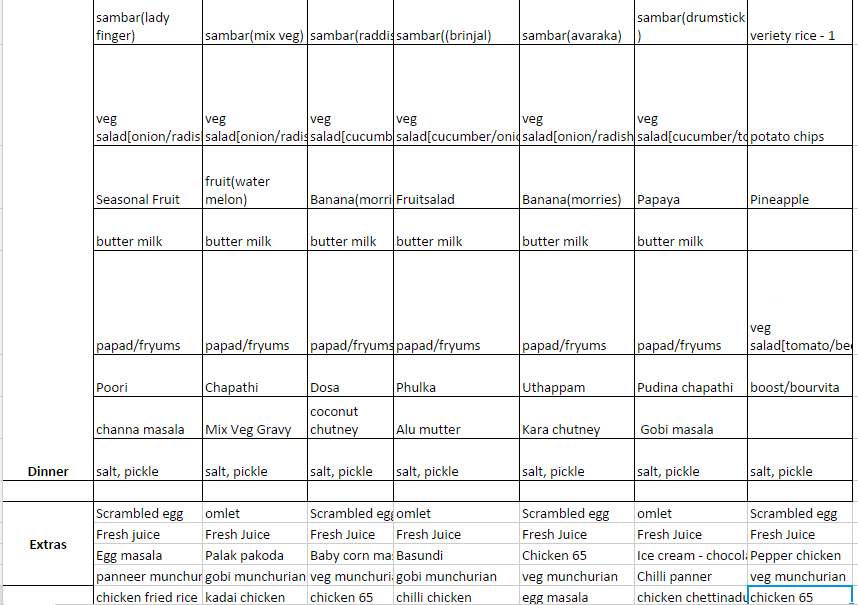 sambar(lady
finger)
sambar(mix veg)
sambar(raddis
sambar((brinjal)
sambar(avaraka)
sambar(drumstick
)
veriety rice - 1
veg
salad[onion/radis
veg
salad[onion/radis
veg
salad[cucumb
veg
salad[cucumber/onio
veg
salad[onion/radish
veg
salad[cucumber/to
potato chips
Seasonal Fruit
fruit(water
melon)
Banana(morri
Fruitsalad
Banana(morries)
Papaya
Pineapple
butter milk
butter milk
butter milk
butter milk
butter milk
butter milk
papad/fryums
papad/fryums
papad/fryums
papad/fryums
papad/fryums
papad/fryums
veg
salad[tomato/bee
Poori
Chapathi
Dosa
Phulka
Uthappam
Pudina chapathi
boost/bourvita
channa masala
Mix Veg Gravy
coconut
chutney
Alu mutter
Kara chutney
Gobi masala
Dinner
salt, pickle
salt, pickle
salt, pickle
salt, pickle
salt, pickle
salt, pickle
salt, pickle
Extras
Scrambled egg
omlet
Scrambled egg
omlet
Scrambled egg
omlet
Scrambled egg
Fresh juice
Fresh Juice
Fresh Juice
Fresh Juice
Fresh Juice
Fresh Juice
Fresh Juice
Egg masala
Palak pakoda
Baby corn ma
Basundi
Chicken 65
Ice cream - chocola
Pepper chicken
panneer munchur
gobi munchurian
veg munchuri
gobi munchurian
veg munchurian
Chilli panner
veg munchurian
chicken fried rice
kadai chicken
chicken 65
chilli chicken
egg masala
chicken chettinadu
chicken 65